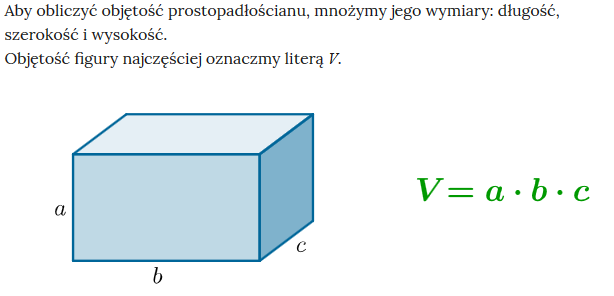 Aby obliczyć objętość prostopadłościanu, mnożymy jego wymiary: długość,
szerokość i wysokość.
Objętość figury najczęściej oznaczmy literą V.
a
b
c
V = a · b · c